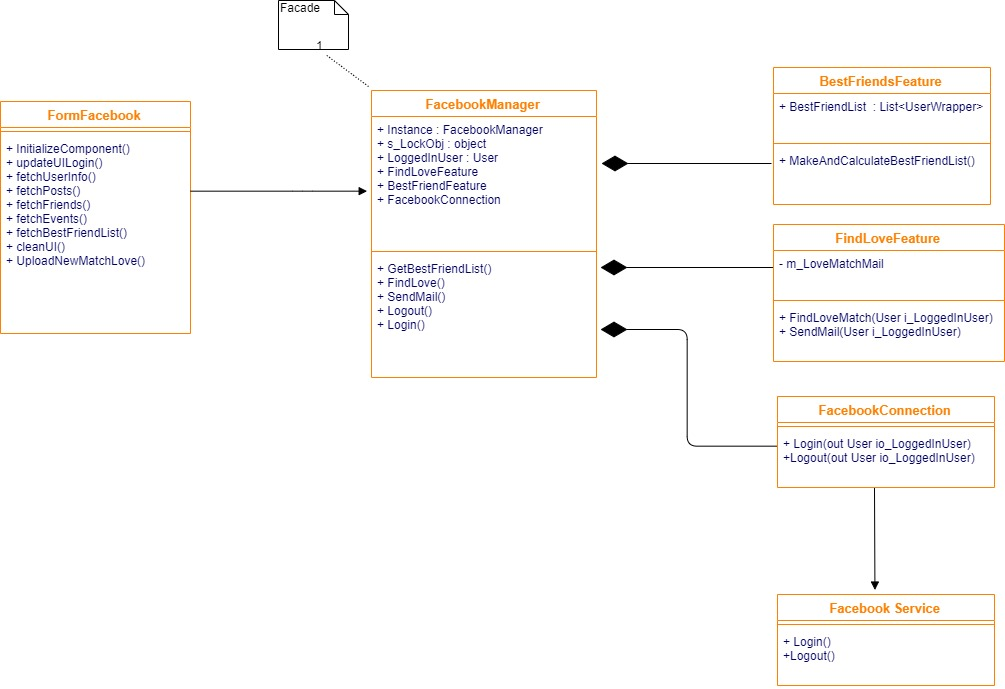 Facade
1
FormFacebook
+ InitializeComponent()
+ updateUILogin()
+ fetchUserInfo()
+ fetchPosts()
+ fetchFriends()
+ fetchEvents()
+ fetchBestFriendList()
+ cleanUI()
+ UploadNewMatchLove()
FacebookManager
+ Instance : FacebookManager
+ s_LockObj : object
+ LoggedInUser : User
+ FindLoveFeature
+ BestFriendFeature
+ FacebookConnection
+ GetBestFriendList()
+ FindLove()
+ SendMail()
+ Logout()
+ Login()
BestFriendsFeature
+ BestFriendList : List<UserWrapper>
+ MakeAndCalculateBestFriendList()
FindLoveFeature
- m_LoveMatchMail
+ FindLoveMatch(User i_LoggedInUser)
+ SendMail(User i_LoggedInUser)
FacebookConnection
+ Login(out User io_LoggedInUser)
+Logout(out User io_LoggedInUser)
Facebook Service
+ Login()
+Logout()